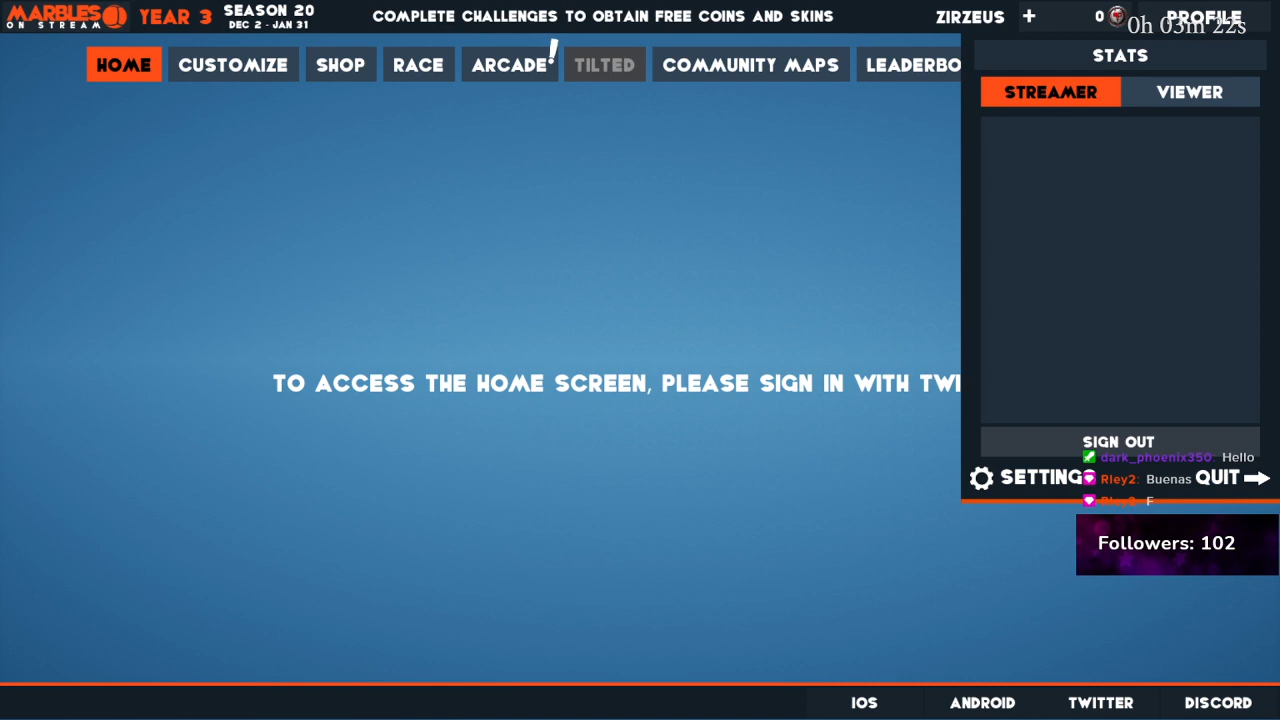 MARBLES
ON STREAM
YEAR 3
SEASON 20
DEC 2 - JAN 31
COMPLETE CHALLENGES TO OBTAIN FREE COINS AND SKINS
ZIRZEUS + 0
PROFILE
0h 03m 22s
HOME CUSTOMIZE SHOP RACE ARCADE! TILTED COMMUNITY MAPS LEADERBO
STATS
STREAMER VIEWER
TO ACCESS THE HOME SCREEN, PLEASE SIGN IN WITH TWI
SIGN OUT
dark_phoenix350: Hello
SETTINGS QUIT
Rley2: Buenas
Rley2: F
Followers: 102
IOS ANDROID TWITTER DISCORD